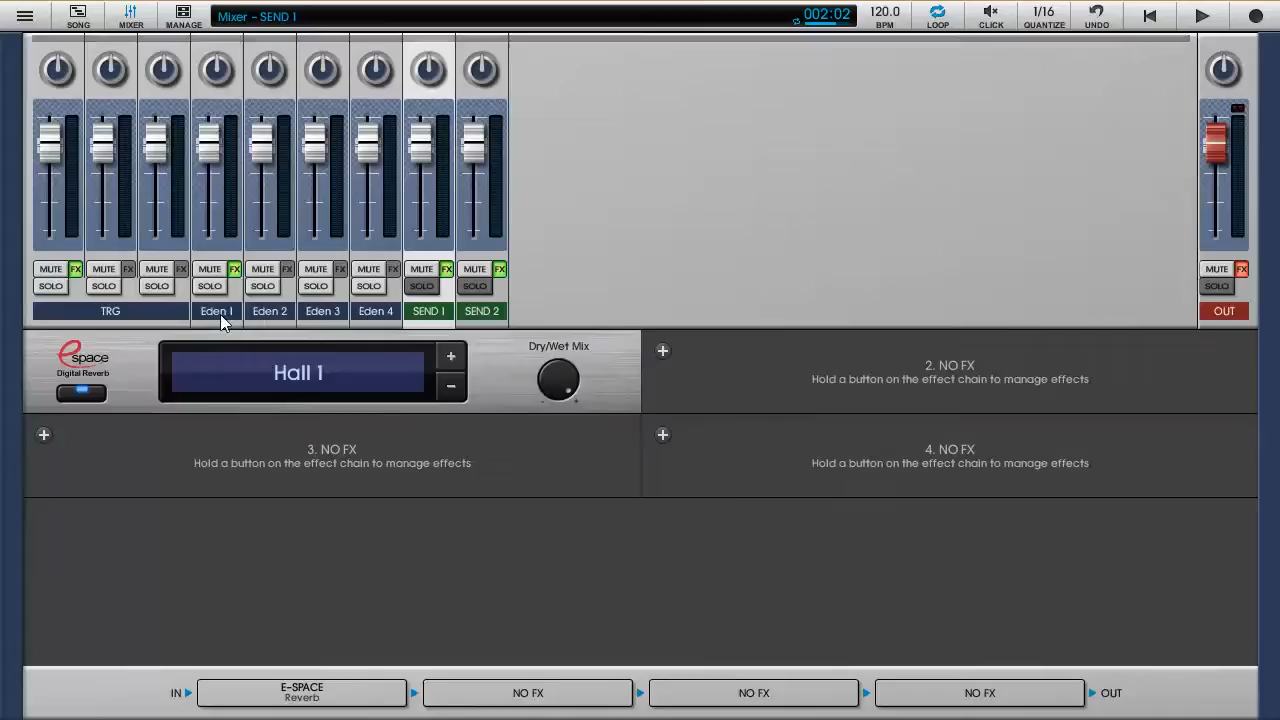 SONG
MIXER
MANAGE
Mixer - SEND 1
002:02
120.0
BPM
LOOP
CLICK
1/16
QUANTIZE
UNDO
MUTE FX MUTE FX MUTE FX MUTE FX MUTE FX MUTE FX MUTE FX MUTE FX MUTE FX MUTE FX
SOLO SOLO SOLO SOLO SOLO SOLO SOLO SOLO SOLO SOLO
TRG Eden 1 Eden 2 Eden 3 Eden 4 SEND 1 SEND 2 OUT
espace
Digital Reverb
Hall 1
+
−
Dry/Wet Mix
- +
2. NO FX
Hold a button on the effect chain to manage effects
3. NO FX
Hold a button on the effect chain to manage effects
4. NO FX
Hold a button on the effect chain to manage effects
IN
E-SPACE
Reverb
NO FX
NO FX
NO FX
OUT